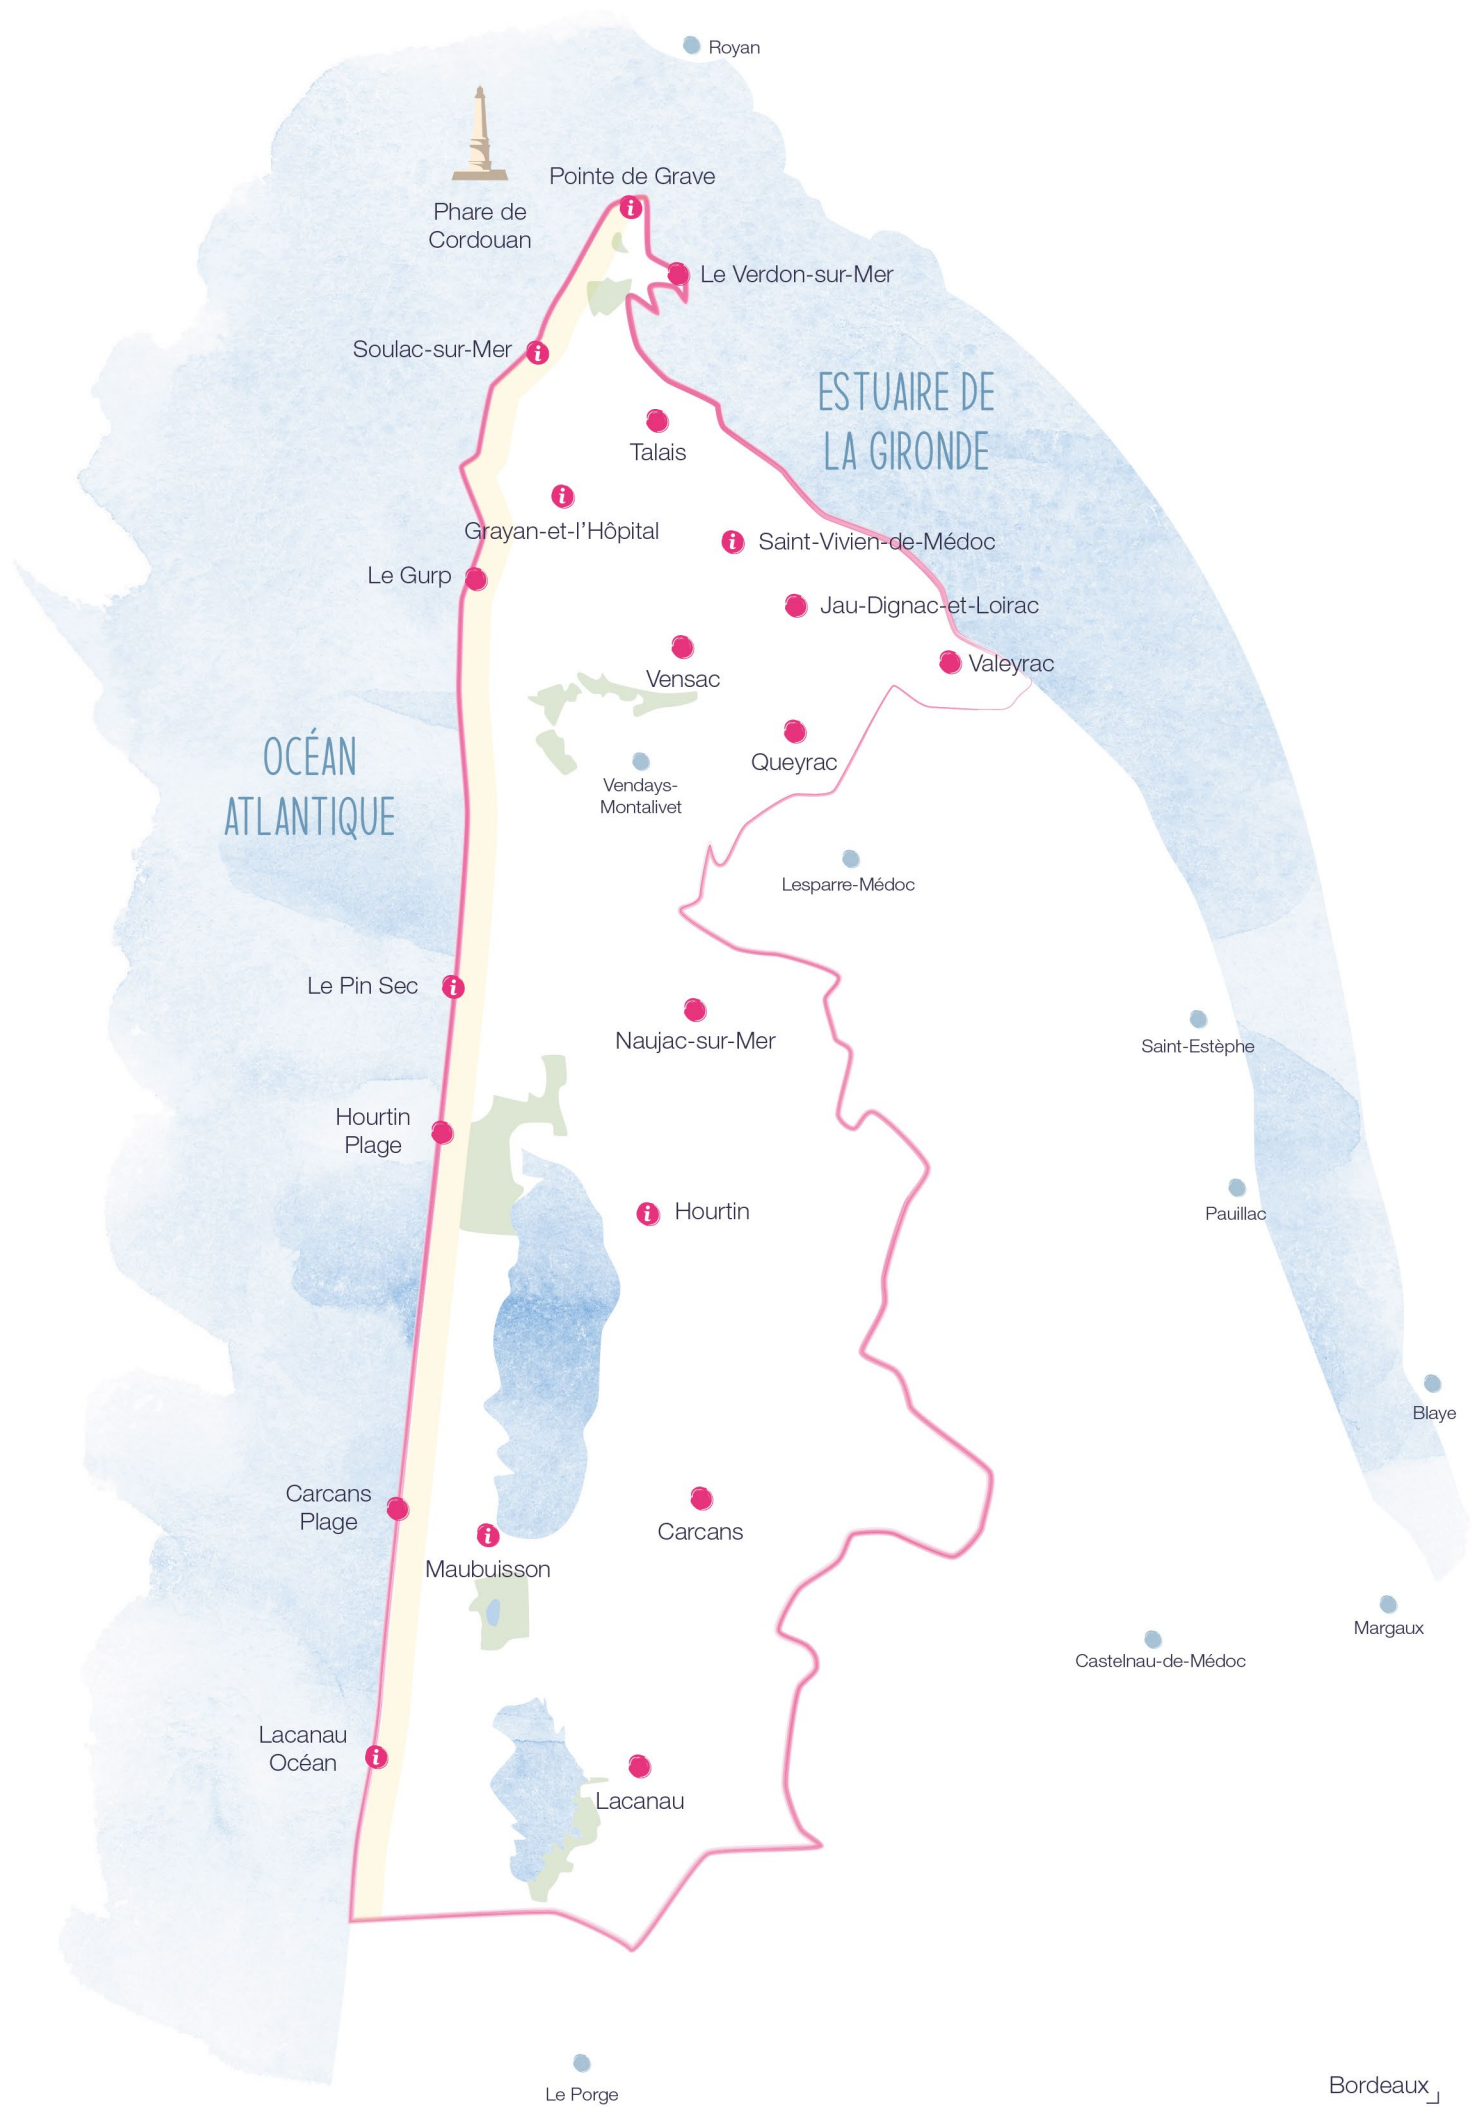 Royan
Pointe de Grave
Phare de
Cordouan
Le Verdon-sur-Mer
Soulac-sur-Mer
ESTUAIRE DE
LA GIRONDE
Talais
Grayan-et-l'Hôpital
Saint-Vivien-de-Médoc
Le Gurp
Jau-Dignac-et-Loirac
Valeyrac
Vensac
OCÉAN
ATLANTIQUE
Queyrac
Vendays-
Montalivet
Lesparre-Médoc
Le Pin Sec
Naujac-sur-Mer
Saint-Estèphe
Hourtin
Plage
Hourtin
Pauillac
Blaye
Carcans
Plage
Carcans
Maubuisson
Margaux
Castelnau-de-Médoc
Lacanau
Océan
Lacanau
Bordeaux
Le Porge